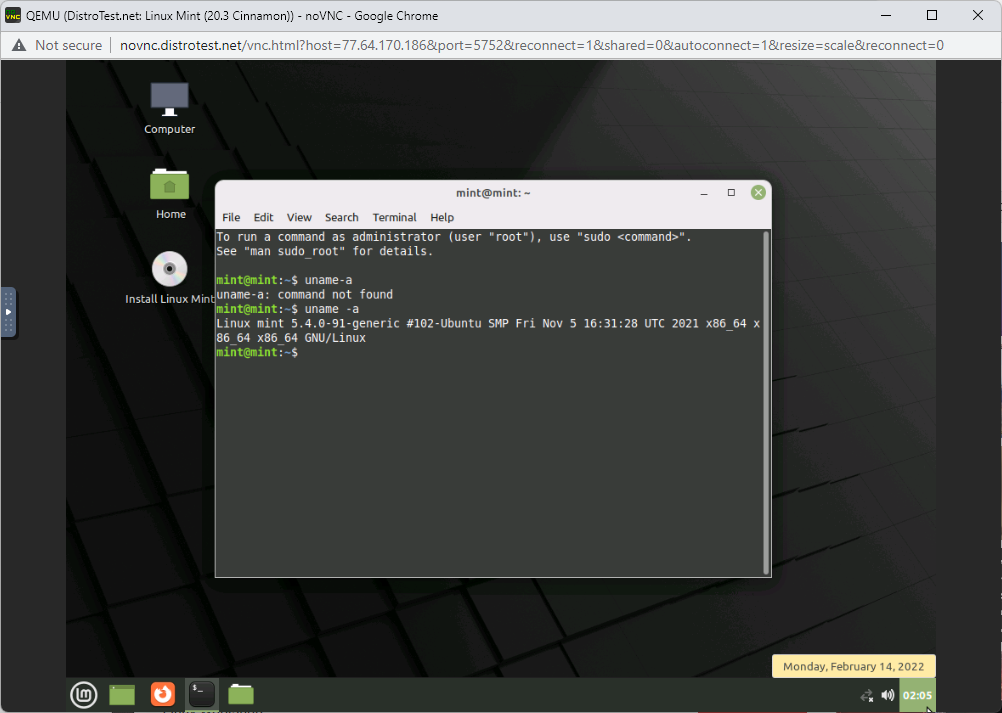 QEMU (DistroTest.net: Linux Mint (20.3 Cinnamon)) - noVNC - Google Chrome
Not secure | novnc.distrotest.net/vnc.html?host=77.64.170.186&port=5752&reconnect=1&shared=0&autoconnect=1&resize=scale&reconnect=0
Computer
Home
Install Linux Mint
mint@mint: ~
File Edit View Search Terminal Help
To run a command as administrator (user "root"), use "sudo <command>".
See "man sudo_root" for details.
mint@mint:~$ uname-a
uname-a: command not found
mint@mint:~$ uname -a
Linux mint 5.4.0-91-generic #102-Ubuntu SMP Fri Nov 5 16:31:28 UTC 2021 x86_64 x
86_64 x86_64 GNU/Linux
mint@mint:~$
Monday, February 14, 2022
02:05